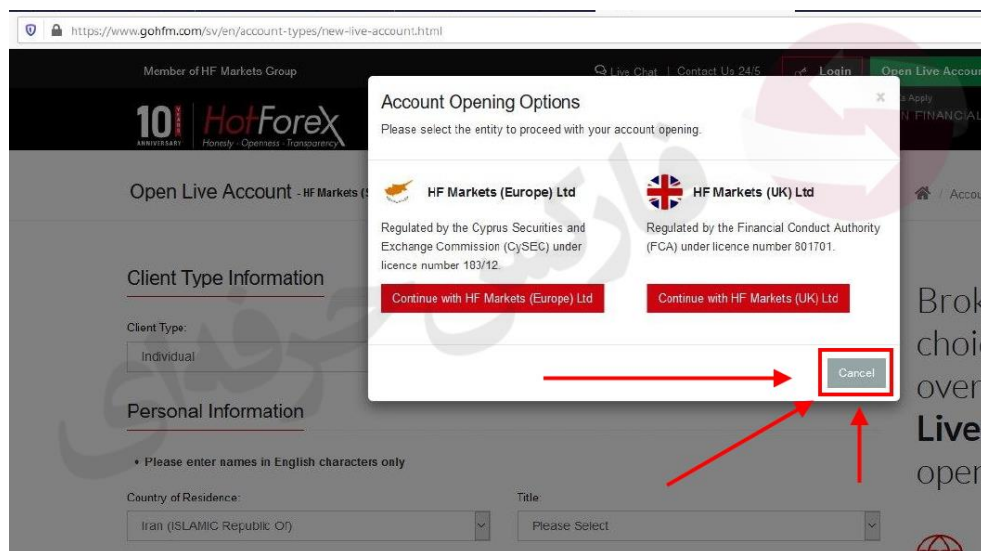 https://www.gohfm.com/sv/en/account-types/new-live-account.html
Member of HF Markets Group
Live Chat | Contact Us 24/5
Login
Open Live Accou
10 YEARS
ANNIVERSARY
HotForex
Honesty - Openness - Transparency
Apply
N FINANCIAL
Account Opening Options
x
Please select the entity to proceed with your account opening.
HF Markets (Europe) Ltd
Regulated by the Cyprus Securities and
Exchange Commission (CySEC) under
licence number 183/12.
Continue with HF Markets (Europe) Ltd
HF Markets (UK) Ltd
Regulated by the Financial Conduct Authority
(FCA) under licence number 801701.
Continue with HF Markets (UK) Ltd
Cancel
Open Live Account - HF Markets (
/ Accou
Client Type Information
Client Type:
Individual
Personal Information
• Please enter names in English characters only
Country of Residence:
Iran (ISLAMIC Republic Of)
Title:
Please Select
Brok
choi
over
Live
oper
فارکس حرفه‌ای